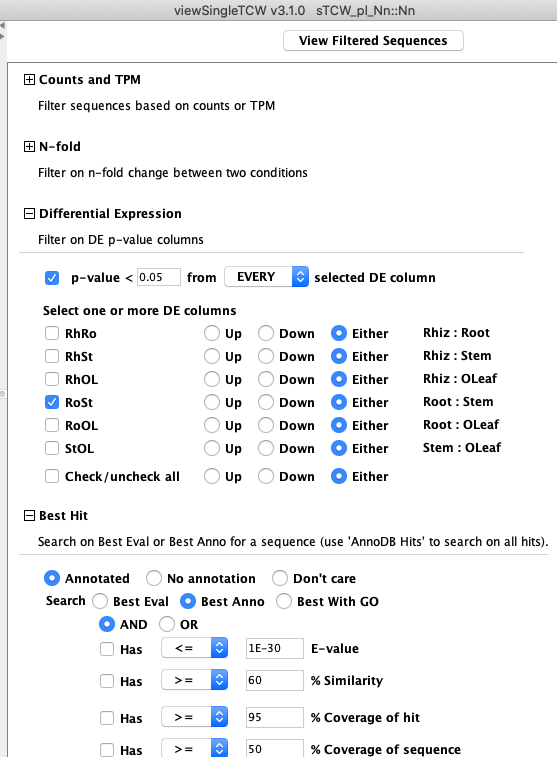 viewSingleTCW v3.1.0 sTCW_pl_Nn::Nn
View Filtered Sequences
Counts and TPM
Filter sequences based on counts or TPM
N-fold
Filter on n-fold change between two conditions
Differential Expression
Filter on DE p-value columns
p-value < 0.05 from EVERY selected DE column
Select one or more DE columns
RhRo Up Down Either Rhiz : Root
RhSt Up Down Either Rhiz : Stem
RhOL Up Down Either Rhiz : OLeaf
RoSt Up Down Either Root : Stem
RoOL Up Down Either Root : OLeaf
StOL Up Down Either Stem : OLeaf
Check/uncheck all Up Down Either
Best Hit
Search on Best Eval or Best Anno for a sequence (use 'AnnoDB Hits' to search on all hits).
Annotated No annotation Don't care
Search Best Eval Best Anno Best With GO
AND OR
Has <= 1E-30 E-value
Has >= 60 % Similarity
Has >= 95 % Coverage of hit
Has >= 50 % Coverage of sequence